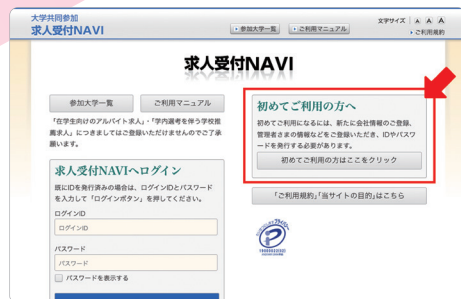 大学共同参加
求人受付NAVI
参加大学一覧
ご利用マニュアル
文字サイズ A A A
ご利用規約
求人受付NAVI
参加大学一覧
ご利用マニュアル
「在学生向けのアルバイト求人」・「学内選考を伴う学校推
薦求人」につきましてはご登録いただけませんのでご了承
願います。
求人受付NAVIへログイン
既にIDを発行済みの場合は、ログインIDとパスワード
を入力して「ログインボタン」を押してください。
ログインID
ログインID
パスワード
パスワード
パスワードを表示する
初めてご利用の方へ
初めてご利用になるには、新たに会社情報のご登録、
管理者さまの情報などをご登録いただき、IDやパスワ
ードを発行する必要があります。
初めてご利用の方はここをクリック
「ご利用規約」「当サイトの目的」はこちら